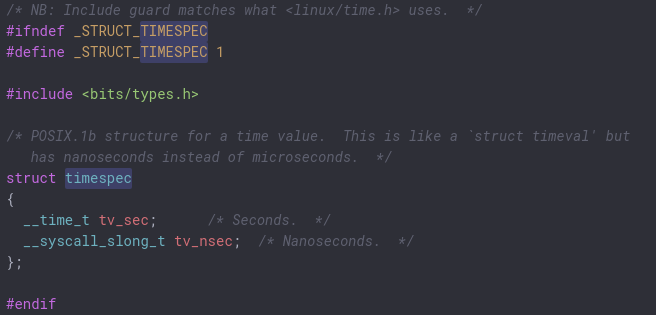 /* NB: Include guard matches what <linux/time.h> uses.  */
#ifndef _STRUCT_TIMESPEC
#define _STRUCT_TIMESPEC 1

#include <bits/types.h>

/* POSIX.1b structure for a time value.  This is like a `struct timeval' but
   has nanoseconds instead of microseconds.  */
struct timespec
{
  __time_t tv_sec;      /* Seconds.  */
  __syscall_slong_t tv_nsec;  /* Nanoseconds.  */
};

#endif